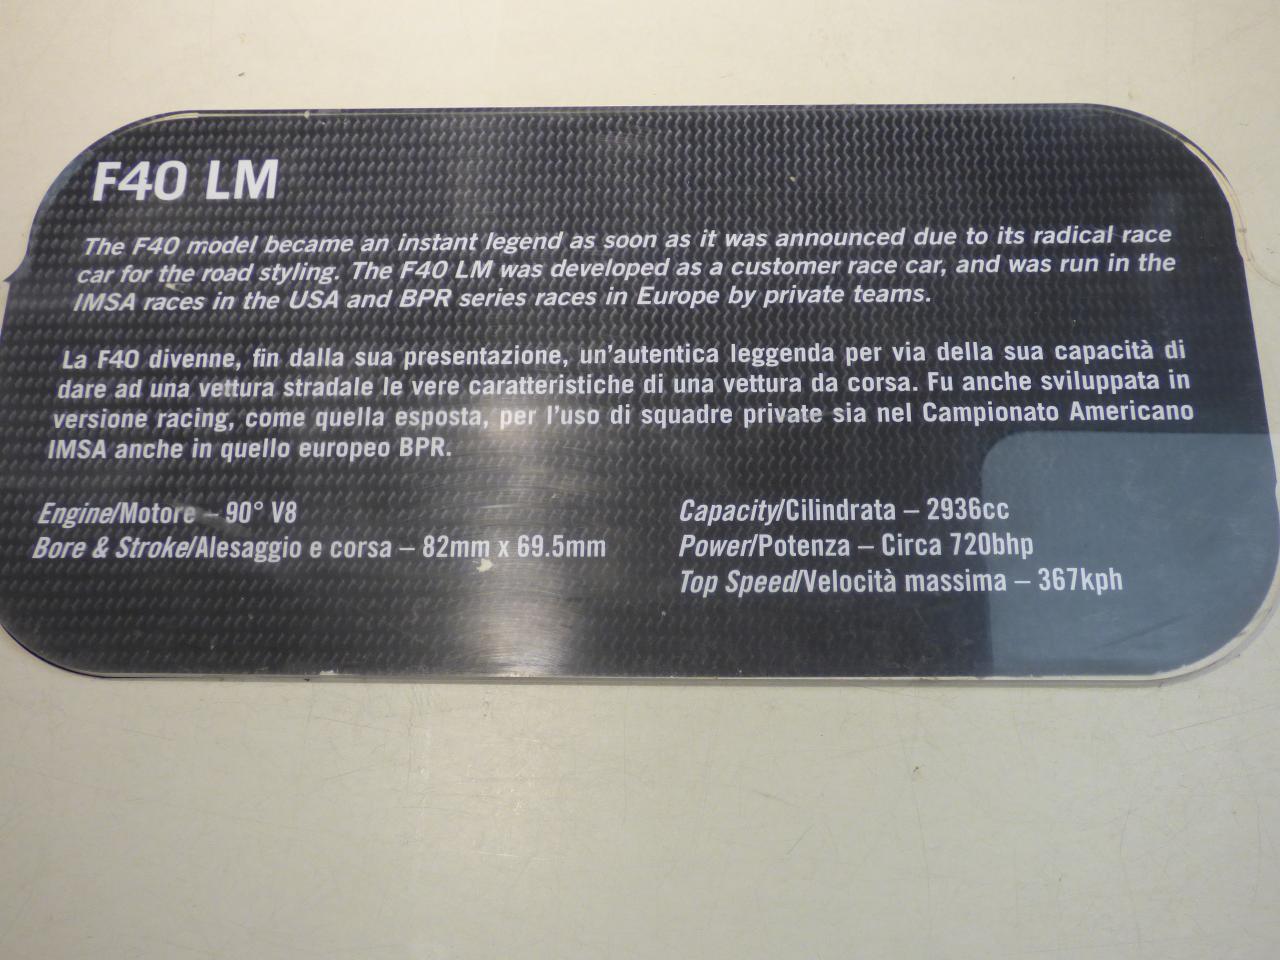 F40 LM
The F40 model became an instant legend as soon as it was announced due to its radical race
car for the road styling. The F40 LM was developed as a customer race car, and was run in the
IMSA races in the USA and BPR series races in Europe by private teams.
La F40 divenne, fin dalla sua presentazione, un'autentica leggenda per via della sua capacità di
dare ad una vettura stradale le vere caratteristiche di una vettura da corsa. Fu anche sviluppata in
versione racing, come quella esposta, per l'uso di squadre private sia nel Campionato Americano
IMSA anche in quello europeo BPR.
Engine/Motore – 90° V8
Bore & Stroke/Alesaggio e corsa – 82mm x 69.5mm
Capacity/Cilindrata – 2936cc
Power/Potenza – Circa 720bhp
Top Speed/Velocità massima – 367kph